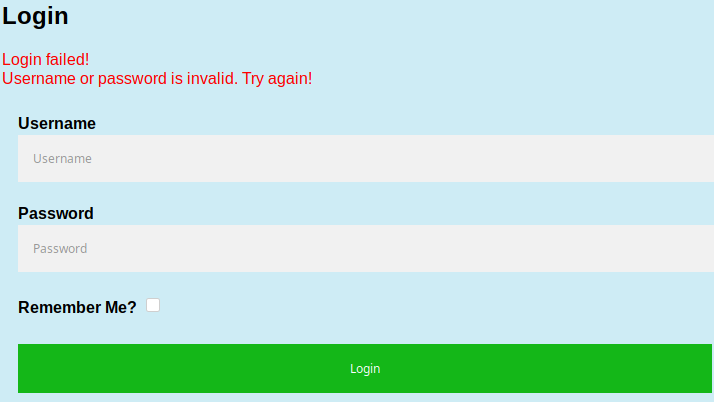 Login
Login failed!
Username or password is invalid. Try again!
Username
Username
Password
Password
Remember Me?
Login